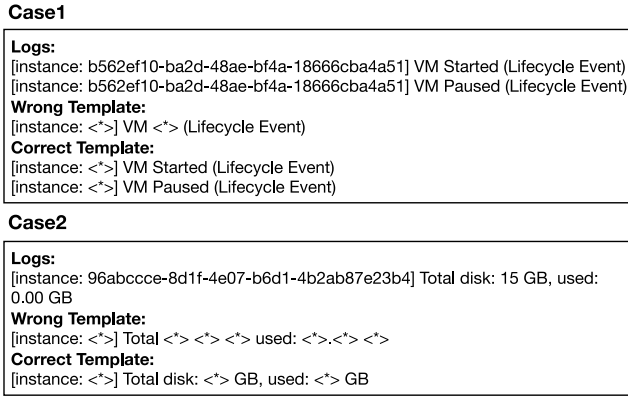 Case1
Logs:
[instance: b562ef10-ba2d-48ae-bf4a-18666cba4a51] VM Started (Lifecycle Event)
[instance: b562ef10-ba2d-48ae-bf4a-18666cba4a51] VM Paused (Lifecycle Event)
Wrong Template:
[instance: <*>] VM <*> (Lifecycle Event)
Correct Template:
[instance: <*>] VM Started (Lifecycle Event)
[instance: <*>] VM Paused (Lifecycle Event)
Case2
Logs:
[instance: 96abccce-8d1f-4e07-b6d1-4b2ab87e23b4] Total disk: 15 GB, used:
0.00 GB
Wrong Template:
[instance: <*>] Total <*> <*> <*> used: <*>.<*> <*>
Correct Template:
[instance: <*>] Total disk: <*> GB, used: <*> GB